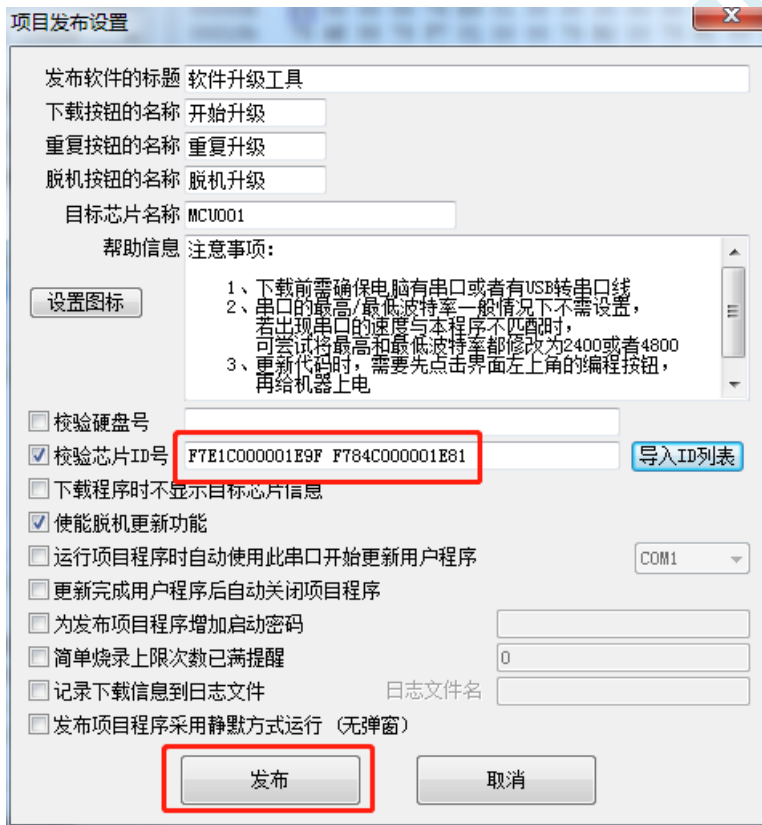 项目发布设置
发布软件的标题 软件升级工具
下载按钮的名称 开始升级
重复按钮的名称 重复升级
脱机按钮的名称 脱机升级
目标芯片名称 MCU001
帮助信息 注意事项：
设置图标
1、下载前需确保电脑有串口或者有USB转串口线
2、串口的最高/最低波特率一般情况下不需设置，
若出现串口的速度与本程序不匹配时，
可尝试将最高和最低波特率都修改为2400或者4800
3、更新代码时，需要先点击界面左上角的编程按钮，
再给机器上电
校验硬盘号
校验芯片ID号 F7E1C000001E9F F784C000001E81 导入ID列表
下载程序时不显示目标芯片信息
使能脱机更新功能
运行项目程序时自动使用此串口开始更新用户程序 COM1
更新完成用户程序后自动关闭项目程序
为发布项目程序增加启动密码
简单烧录上限次数已满提醒 0
记录下载信息到日志文件 日志文件名
发布项目程序采用静默方式运行（无弹窗）
发布 取消